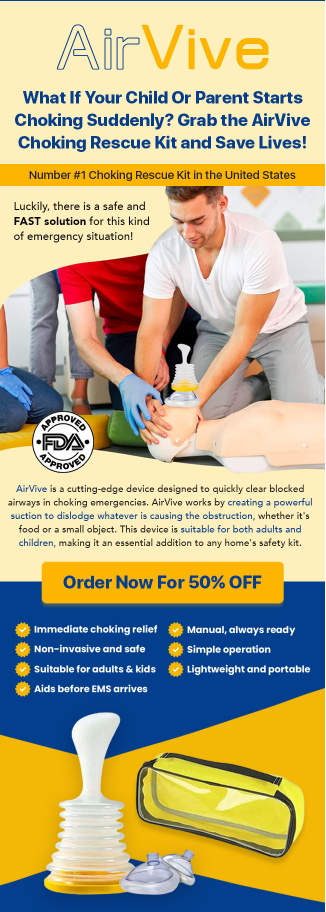 AirVive
What If Your Child Or Parent Starts
Choking Suddenly? Grab the AirVive
Choking Rescue Kit and Save Lives!
Number #1 Choking Rescue Kit in the United States
Luckily, there is a safe and
FAST solution for this kind
of emergency situation!
APPROVED
FDA
APPROVED
AirVive is a cutting-edge device designed to quickly clear blocked
airways in choking emergencies. AirVive works by creating a powerful
suction to dislodge whatever is causing the obstruction, whether it's
food or a small object. This device is suitable for both adults and
children, making it an essential addition to any home's safety kit.
Order Now For 50% OFF
Immediate choking relief
Manual, always ready
Non-invasive and safe
Simple operation
Suitable for adults & kids
Lightweight and portable
Aids before EMS arrives